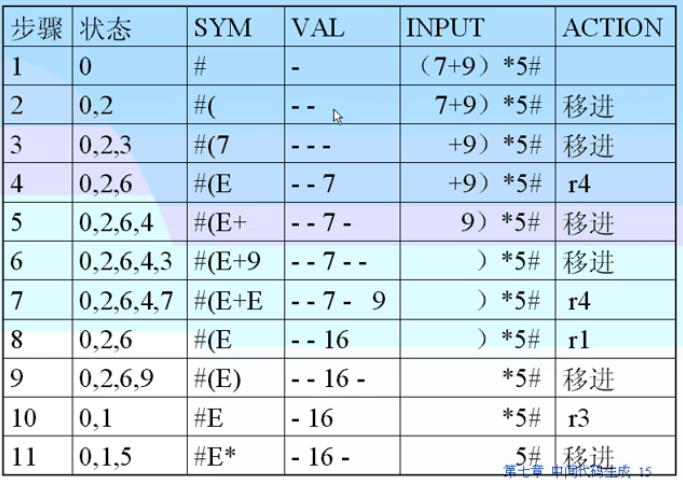 步骤 状态 SYM VAL INPUT ACTION
1 0 # - （7+9）*5#
2 0,2 #( - - 7+9）*5# 移进
3 0,2,3 #(7 - - - +9）*5# 移进
4 0,2,6 #(E - - 7 +9）*5# r4
5 0,2,6,4 #(E+ - - 7 - 9）*5# 移进
6 0,2,6,4,3 #(E+9 - - 7 - - ）*5# 移进
7 0,2,6,4,7 #(E+E - - 7 - 9 ）*5# r4
8 0,2,6 #(E - - 16 ）*5# r1
9 0,2,6,9 #(E) - - 16 - *5# 移进
10 0,1 #E - 16 *5# r3
11 0,1,5 #E* - 16 - 5# 移进
第七章 中间代码生成 15